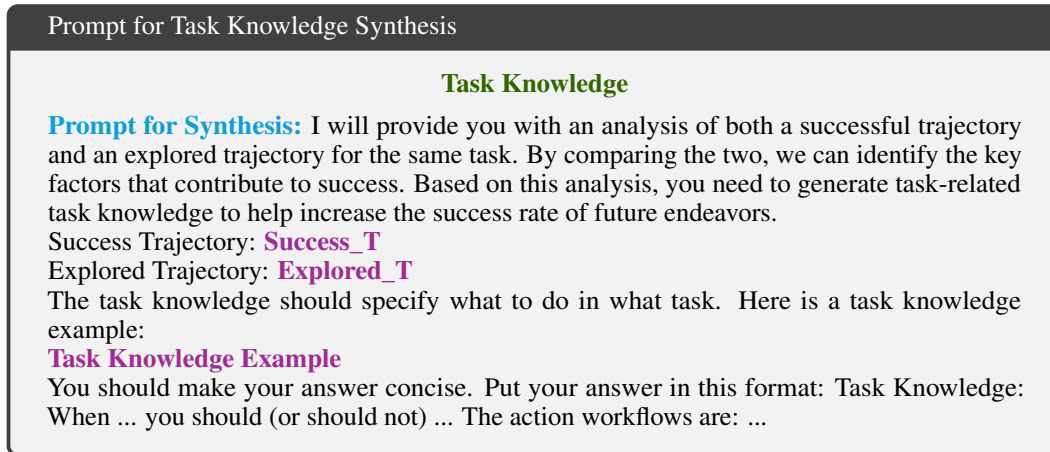 Prompt for Task Knowledge Synthesis
Task Knowledge
Prompt for Synthesis: I will provide you with an analysis of both a successful trajectory
and an explored trajectory for the same task. By comparing the two, we can identify the key
factors that contribute to success. Based on this analysis, you need to generate task-related
task knowledge to help increase the success rate of future endeavors.
Success Trajectory: Success_T
Explored Trajectory: Explored_T
The task knowledge should specify what to do in what task. Here is a task knowledge
example:
Task Knowledge Example
You should make your answer concise. Put your answer in this format: Task Knowledge:
When ... you should (or should not) ... The action workflows are: ...